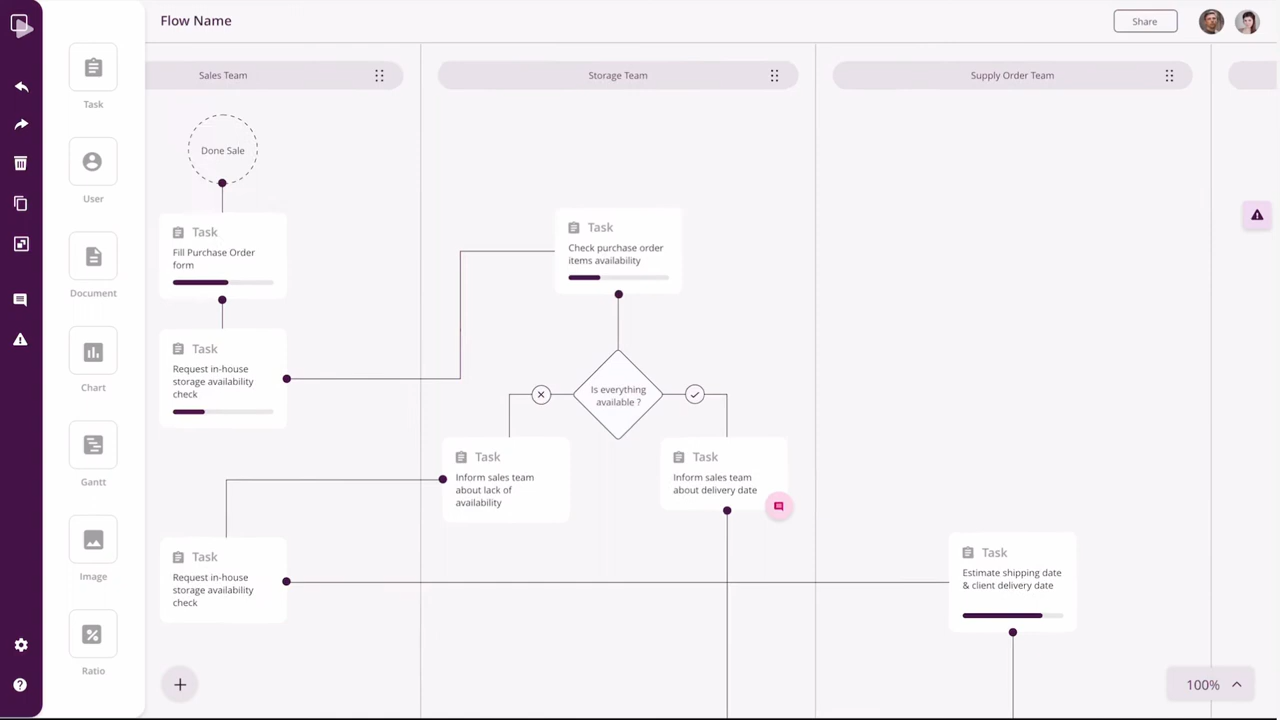 Flow Name
Share
Task
User
Document
Chart
Gantt
Image
Ratio
Sales Team
Storage Team
Supply Order Team
Done Sale
Task
Fill Purchase Order
form
Task
Request in-house
storage availability
check
Task
Request in-house
storage availability
check
Task
Check purchase order
items availability
Is everything
available ?
Task
Inform sales team
about lack of
availability
Task
Inform sales team
about delivery date
Task
Estimate shipping date
& client delivery date
100%